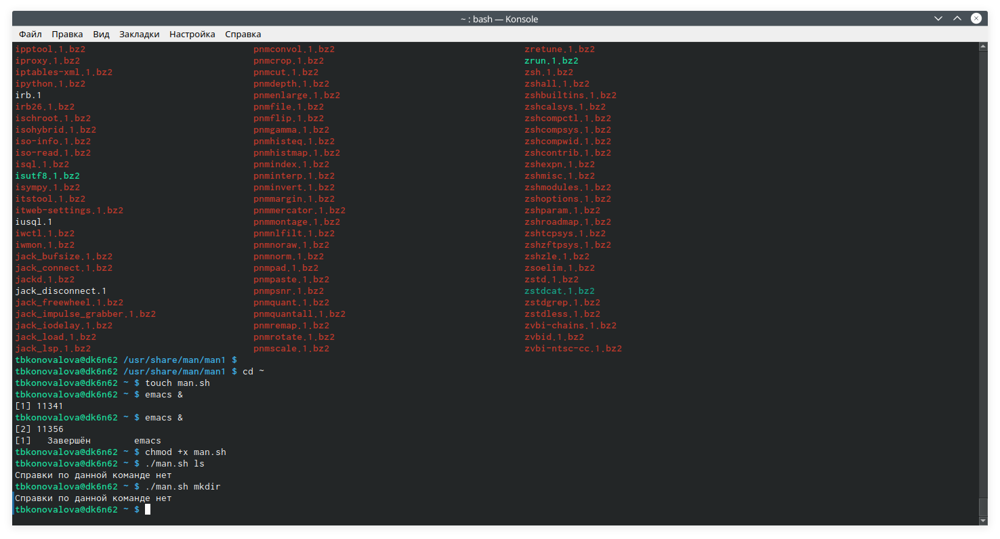 ~ : bash — Konsole
Файл Правка Вид Закладки Настройка Справка
ipptool.1.bz2 pnmconvol.1.bz2 zretune.1.bz2
iproxy.1.bz2 pnmcrop.1.bz2 zrun.1.bz2
iptables-xml.1.bz2 pnmcut.1.bz2 zsh.1.bz2
ipython.1.bz2 pnmdepth.1.bz2 zshall.1.bz2
irb.1 pnmenlarge.1.bz2 zshbuiltins.1.bz2
irb26.1.bz2 pnmfile.1.bz2 zshcalsys.1.bz2
ischroot.1.bz2 pnmflip.1.bz2 zshcompctl.1.bz2
isohybrid.1.bz2 pnmgamma.1.bz2 zshcompsys.1.bz2
iso-info.1.bz2 pnmhisteq.1.bz2 zshcompwid.1.bz2
iso-read.1.bz2 pnmhistmap.1.bz2 zshcontrib.1.bz2
isql.1.bz2 pnmindex.1.bz2 zshexpn.1.bz2
isutf8.1.bz2 pnminterp.1.bz2 zshmisc.1.bz2
isympy.1.bz2 pnminvert.1.bz2 zshmodules.1.bz2
itstool.1.bz2 pnmmargin.1.bz2 zshoptions.1.bz2
itweb-settings.1.bz2 pnmmercator.1.bz2 zshparam.1.bz2
iusql.1 pnmmontage.1.bz2 zshroadmap.1.bz2
iwctl.1.bz2 pnmnlfilt.1.bz2 zshtcpsys.1.bz2
iwmon.1.bz2 pnmnoraw.1.bz2 zshzftpsys.1.bz2
jack_bufsize.1.bz2 pnmnorm.1.bz2 zshzle.1.bz2
jack_connect.1.bz2 pnmpad.1.bz2 zsoelim.1.bz2
jackd.1.bz2 pnmpaste.1.bz2 zstd.1.bz2
jack_disconnect.1 pnmpsnr.1.bz2 zstdcat.1.bz2
jack_freewheel.1.bz2 pnmquant.1.bz2 zstdgrep.1.bz2
jack_impulse_grabber.1.bz2 pnmquantall.1.bz2 zstdless.1.bz2
jack_iodelay.1.bz2 pnmremap.1.bz2 zvbi-chains.1.bz2
jack_load.1.bz2 pnmrotate.1.bz2 zvbid.1.bz2
jack_lsp.1.bz2 pnmscale.1.bz2 zvbi-ntsc-cc.1.bz2
tbkonovalova@dk6n62 /usr/share/man/man1 $
tbkonovalova@dk6n62 /usr/share/man/man1 $ cd ~
tbkonovalova@dk6n62 ~ $ touch man.sh
tbkonovalova@dk6n62 ~ $ emacs &
[1] 11341
tbkonovalova@dk6n62 ~ $ emacs &
[2] 11356
[1] Завершён emacs
tbkonovalova@dk6n62 ~ $ chmod +x man.sh
tbkonovalova@dk6n62 ~ $ ./man.sh ls
Справки по данной команде нет
tbkonovalova@dk6n62 ~ $ ./man.sh mkdir
Справки по данной команде нет
tbkonovalova@dk6n62 ~ $